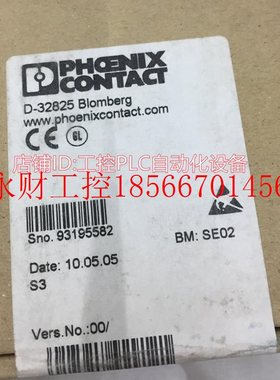 PHOENIX
CONTACT
D-32825 Blomberg
www.phoenixcontact.com
CE GL
店铺ID:工控PLC自动化设备
永财工控18566701456
Sno. 93195582
BM: SE02
Date: 10.05.05
S3
Vers.No.:00/